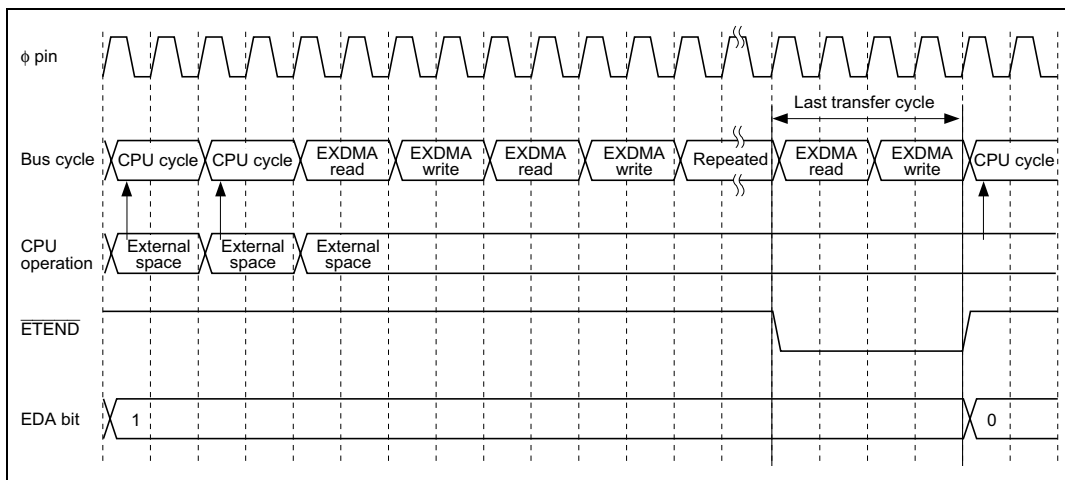 φ pin
Last transfer cycle
Bus cycle
CPU cycle
CPU cycle
EXDMA
read
EXDMA
write
EXDMA
read
EXDMA
write
Repeated
EXDMA
read
EXDMA
write
CPU cycle
CPU
operation
External
space
External
space
External
space
ETEND
EDA bit
1
0